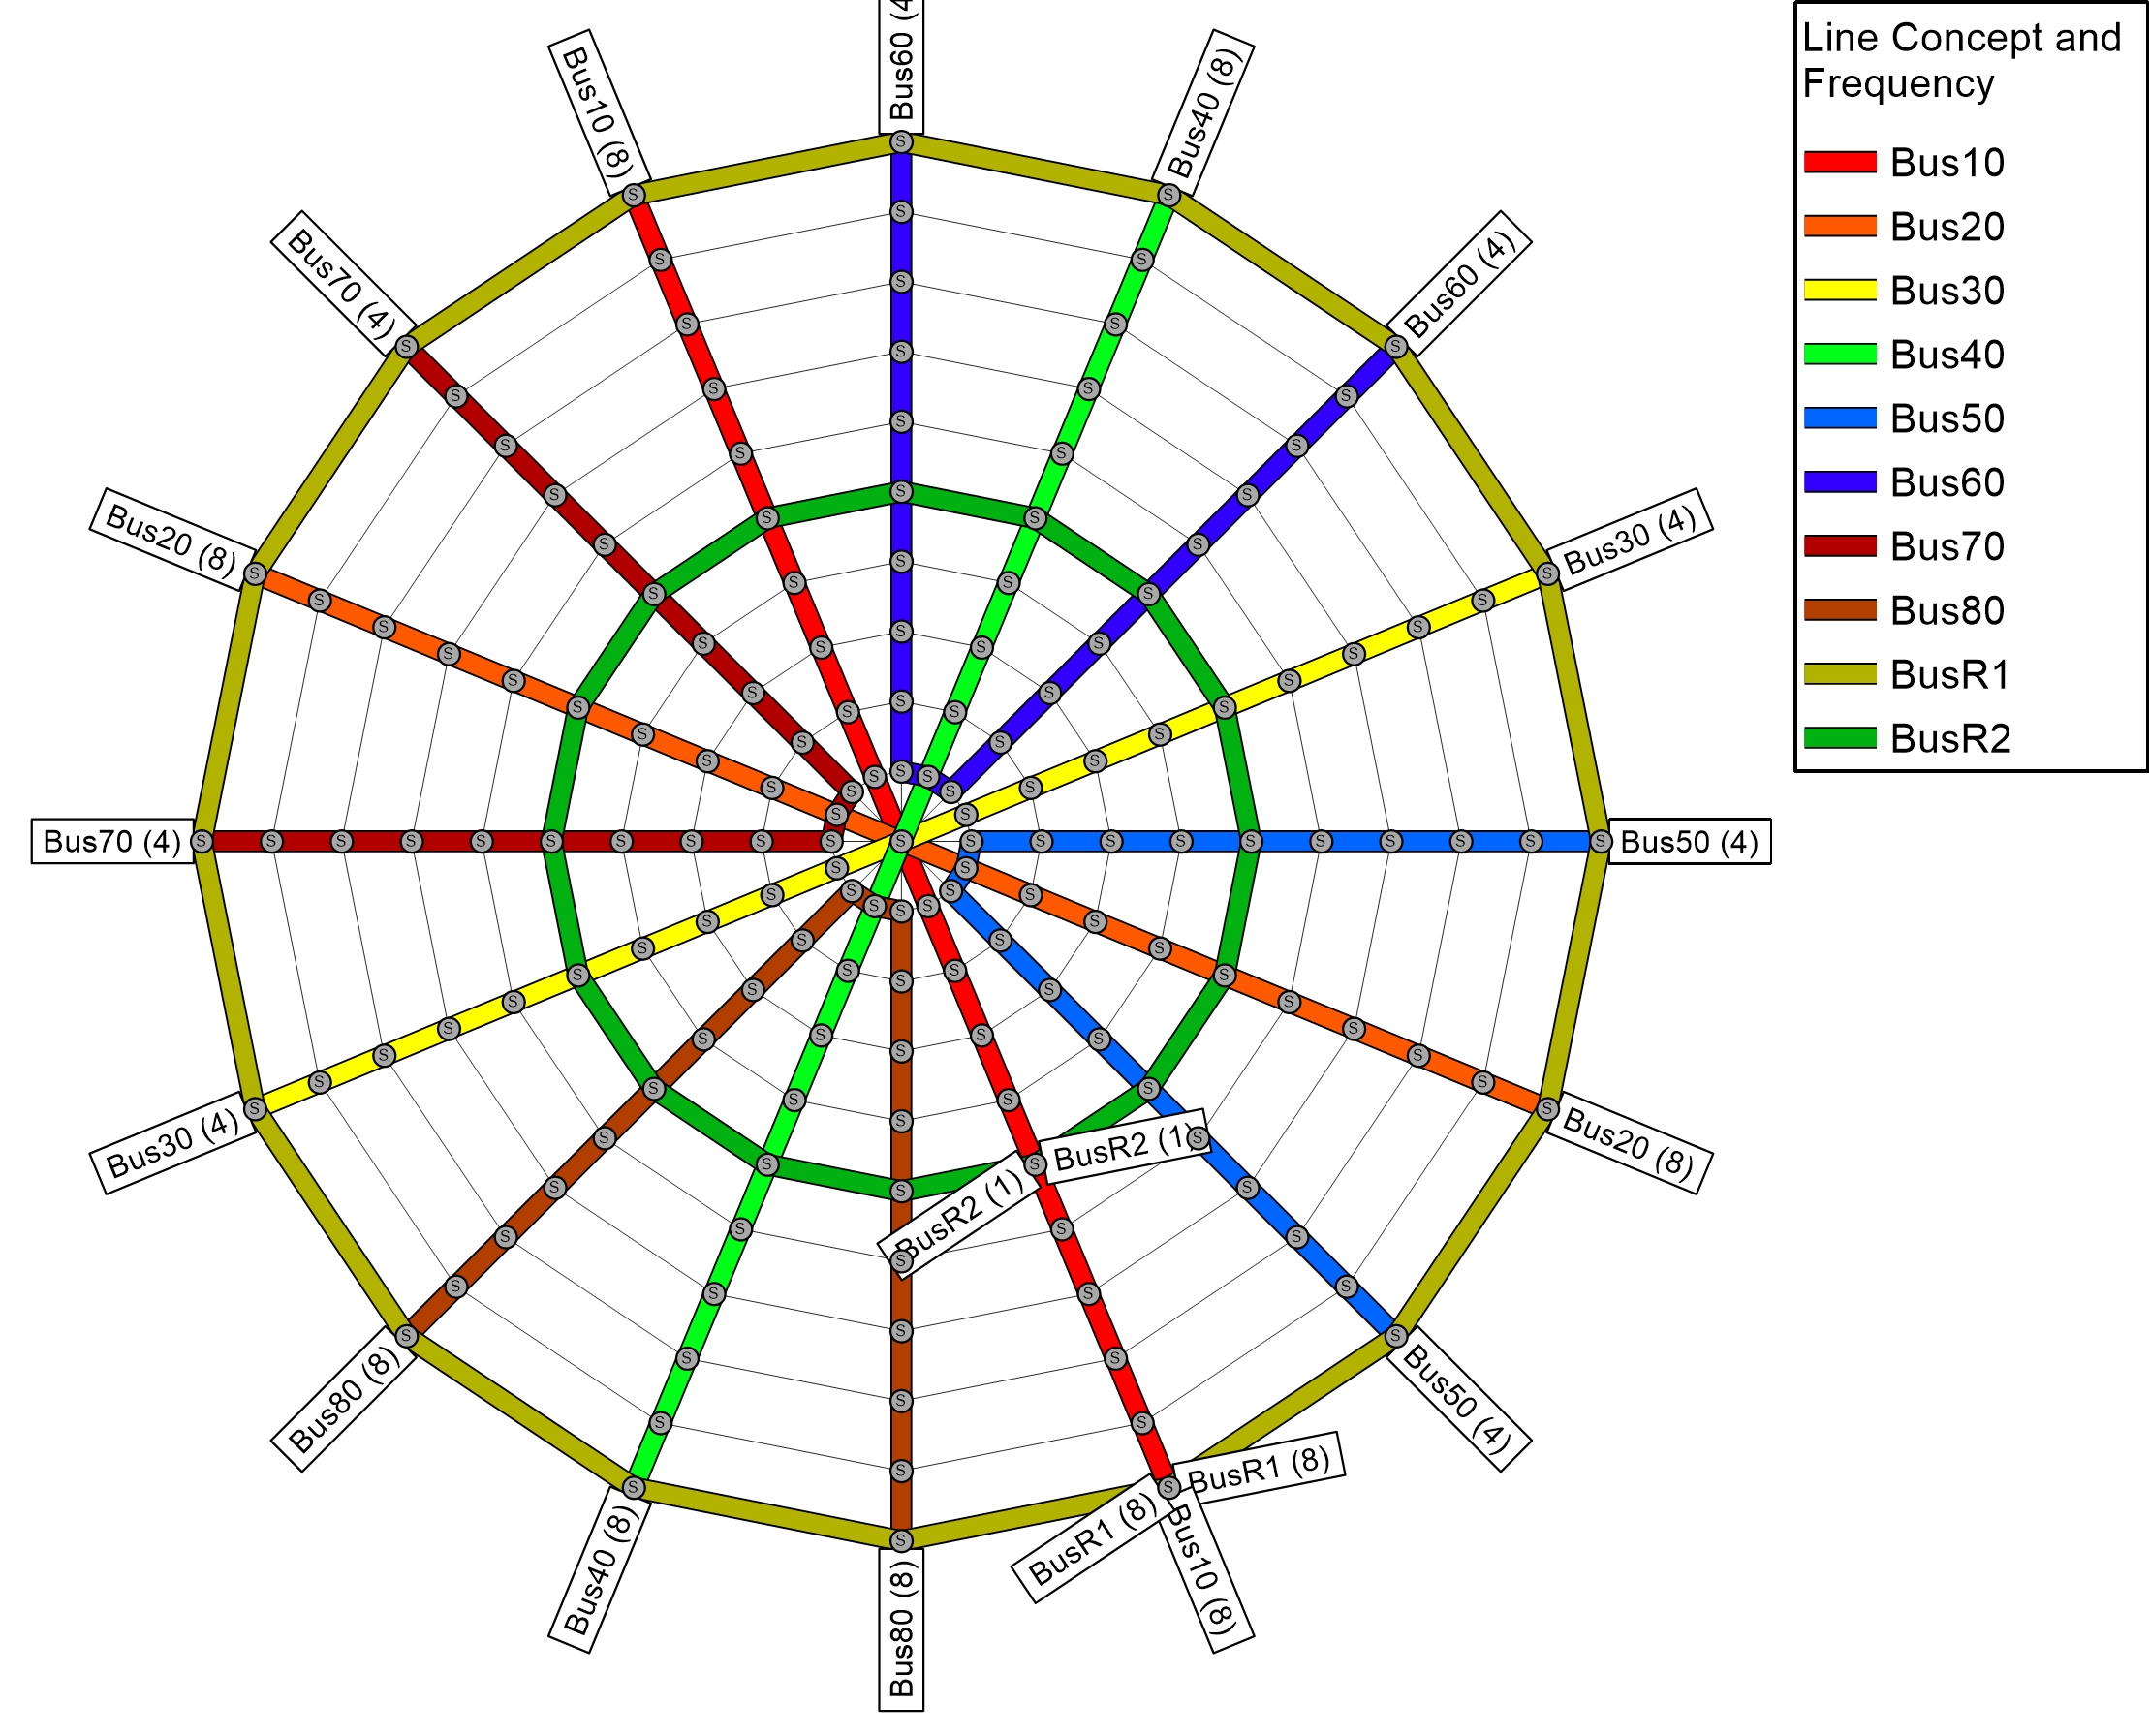 Bus60 (4
Bus10 (8)
Bus40 (8)
Bus70 (4)
Bus60 (4)
Bus20 (8)
Bus30 (4)
Bus70 (4)
Bus50 (4)
Bus30 (4)
Bus20 (8)
BusR2 (1)
BusR2 (1)
Bus80 (8)
Bus50 (4)
BusR1 (8)
BusR1 (8)
Bus40 (8)
Bus80 (8)
Bus10 (8)
Line Concept and
Frequency
Bus10
Bus20
Bus30
Bus40
Bus50
Bus60
Bus70
Bus80
BusR1
BusR2